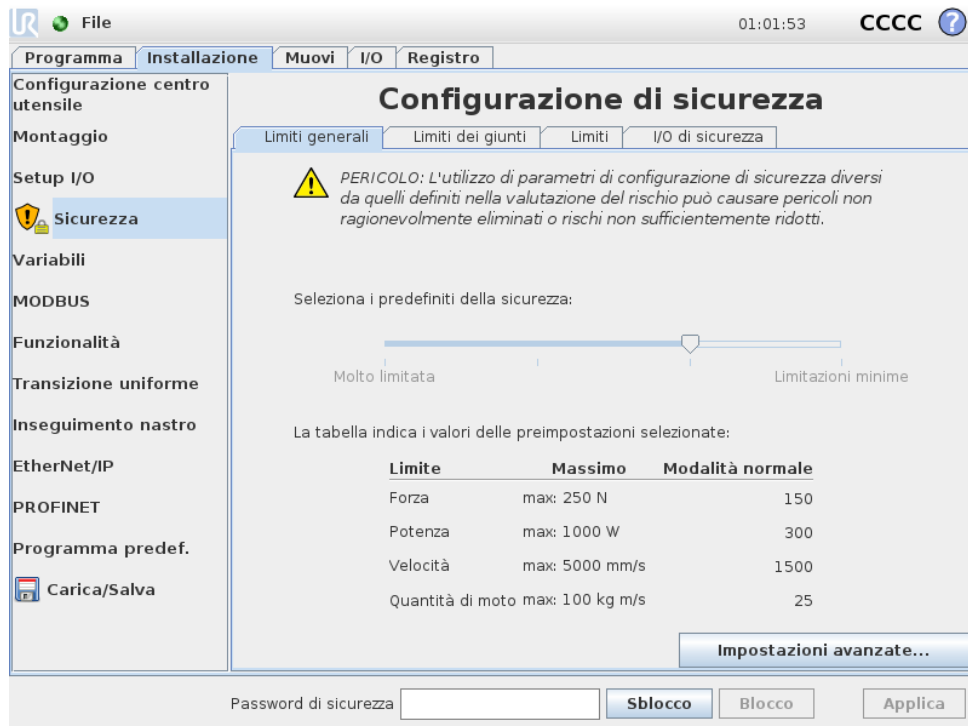 UR File 01:01:53 CCCC ?
Programma Installazione Muovi I/O Registro
Configurazione centro
utensile
Montaggio
Setup I/O
Sicurezza
Variabili
MODBUS
Funzionalità
Transizione uniforme
Inseguimento nastro
EtherNet/IP
PROFINET
Programma predef.
Carica/Salva
Configurazione di sicurezza
Limiti generali Limiti dei giunti Limiti I/O di sicurezza
PERICOLO: L'utilizzo di parametri di configurazione di sicurezza diversi
da quelli definiti nella valutazione del rischio può causare pericoli non
ragionevolmente eliminati o rischi non sufficientemente ridotti.
Seleziona i predefiniti della sicurezza:
Molto limitata Limitazioni minime
La tabella indica i valori delle preimpostazioni selezionate:
Limite Massimo Modalità normale
Forza max: 250 N 150
Potenza max: 1000 W 300
Velocità max: 5000 mm/s 1500
Quantità di moto max: 100 kg m/s 25
Impostazioni avanzate...
Password di sicurezza Sblocco Blocco Applica